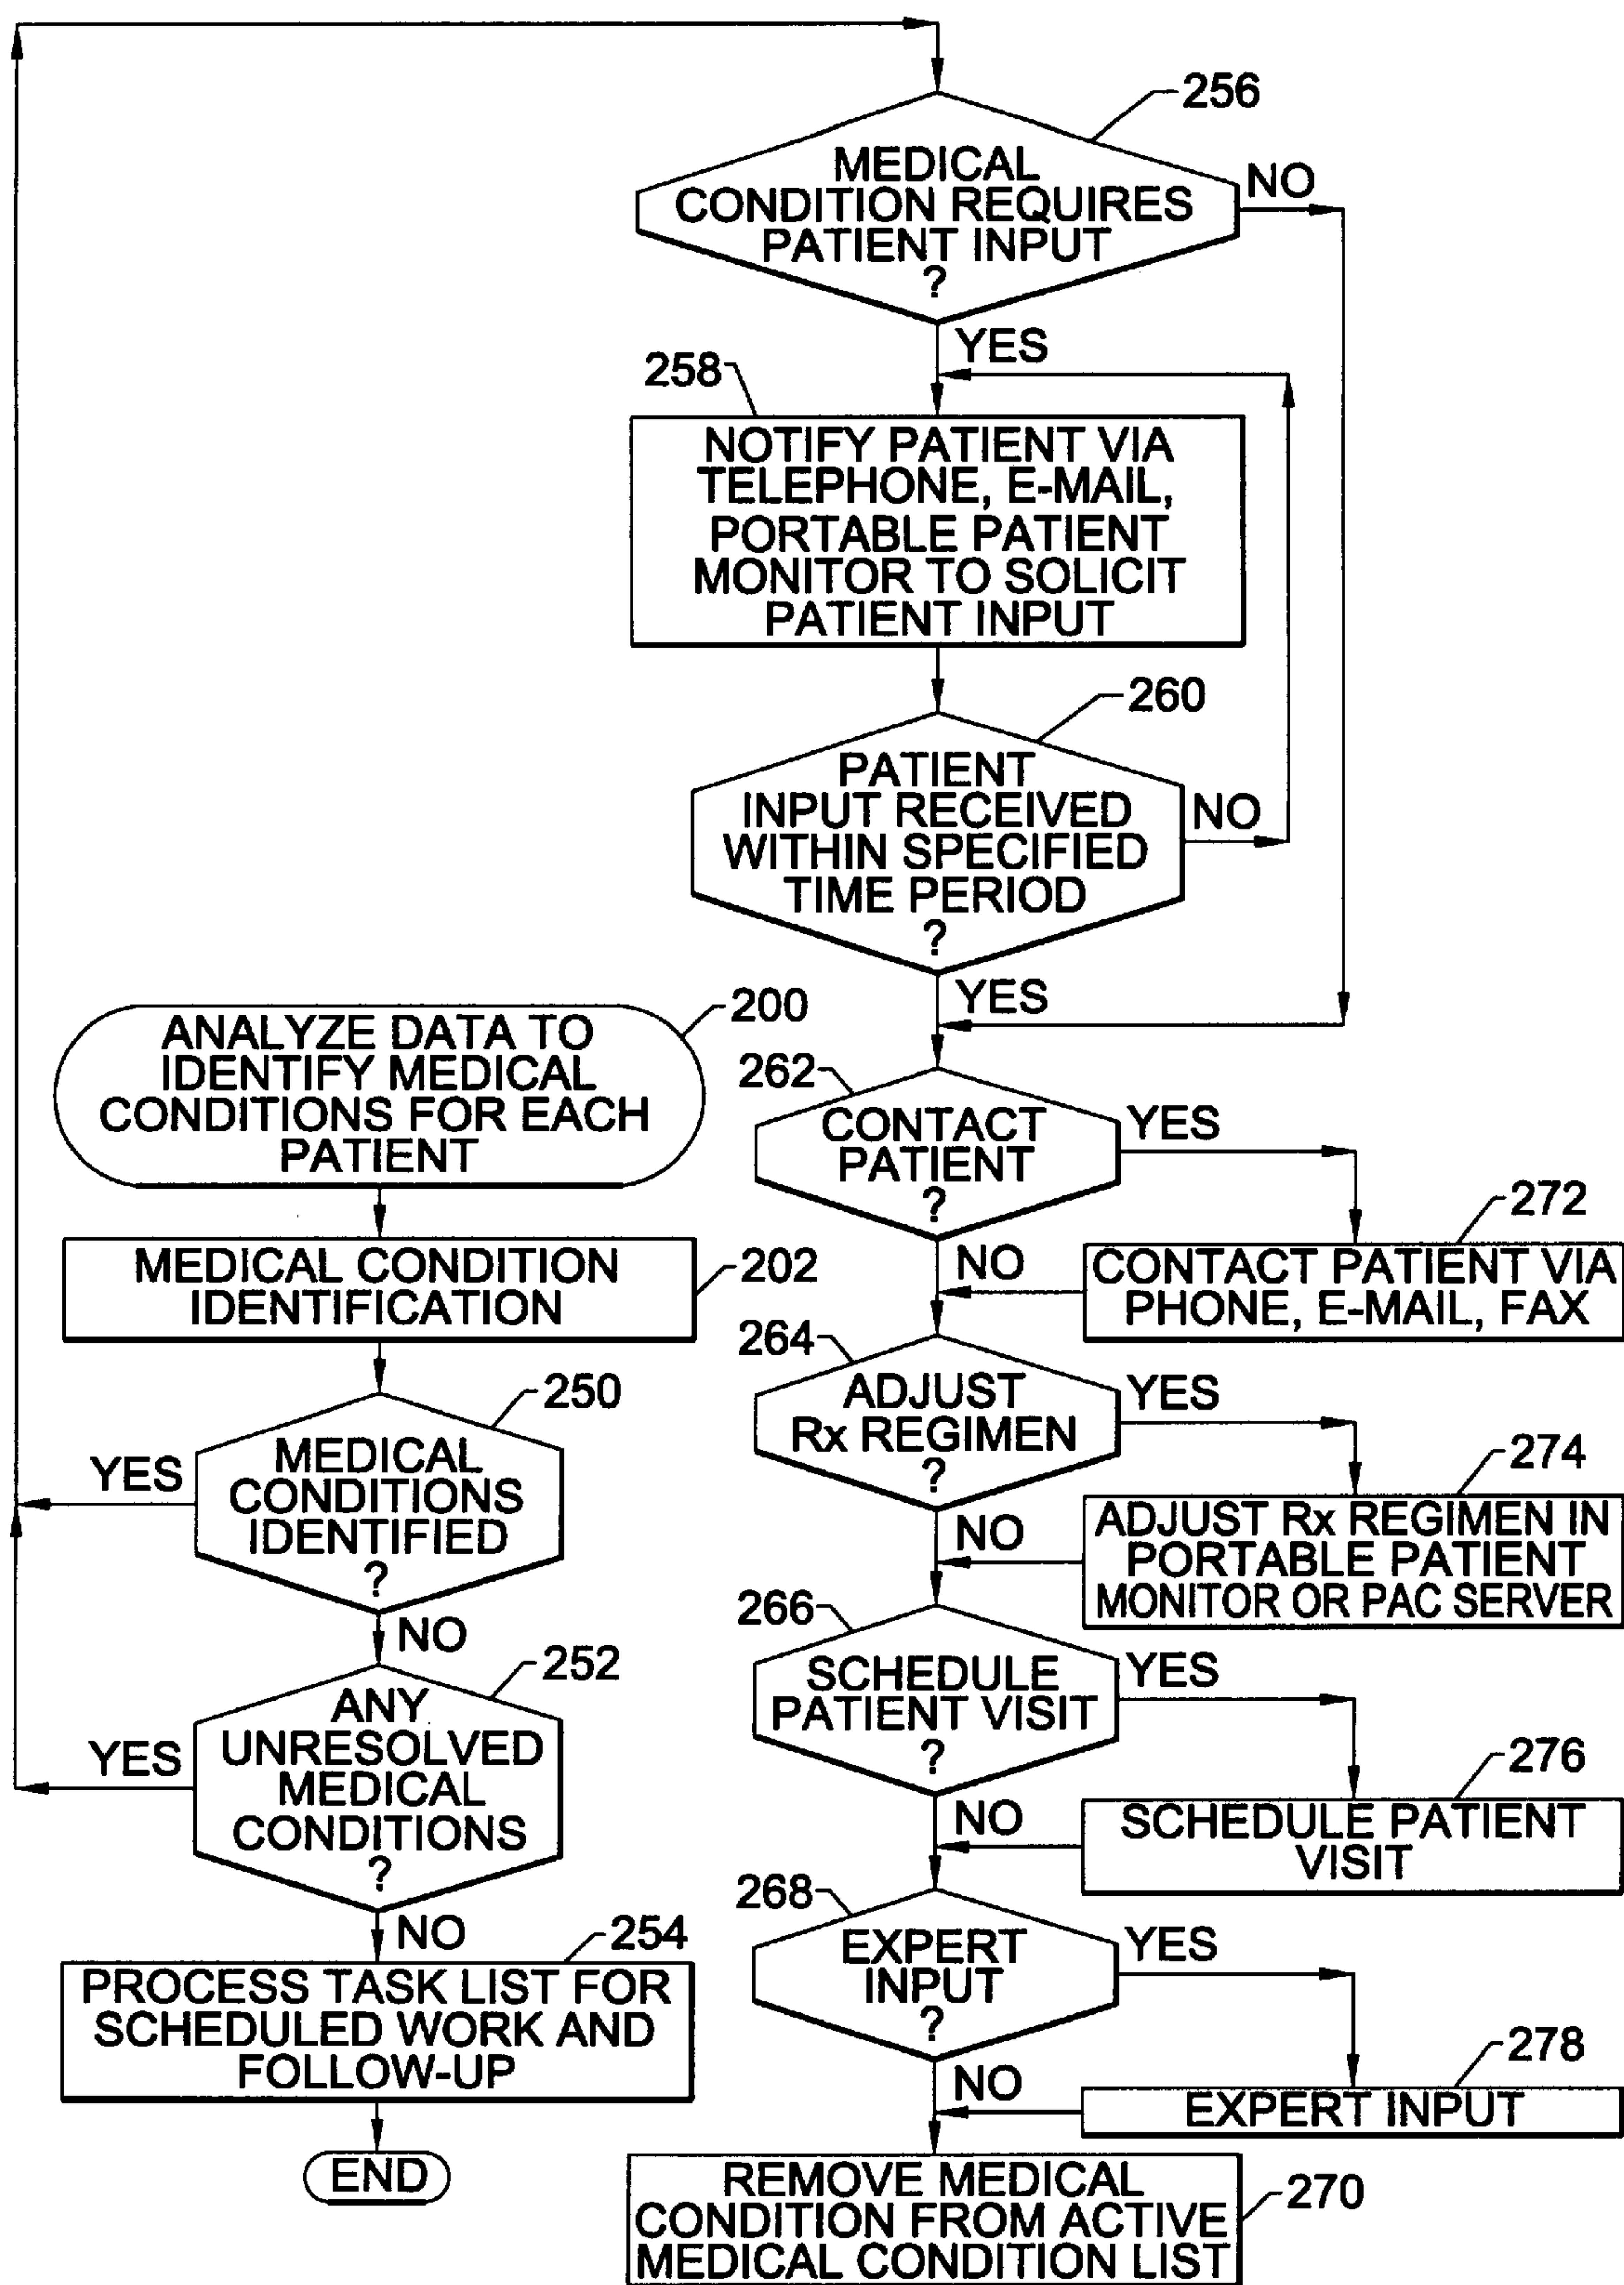 256
MEDICAL
CONDITION REQUIRES
PATIENT INPUT
?
NO
YES
258
NOTIFY PATIENT VIA
TELEPHONE, E-MAIL,
PORTABLE PATIENT
MONITOR TO SOLICIT
PATIENT INPUT
260
PATIENT
INPUT RECEIVED
WITHIN SPECIFIED
TIME PERIOD
?
NO
YES
200
ANALYZE DATA TO
IDENTIFY MEDICAL
CONDITIONS FOR EACH
PATIENT
202
MEDICAL CONDITION
IDENTIFICATION
250
MEDICAL
CONDITIONS
IDENTIFIED
?
YES
NO
252
ANY
UNRESOLVED
MEDICAL
CONDITIONS
?
YES
NO
254
PROCESS TASK LIST FOR
SCHEDULED WORK AND
FOLLOW-UP
END
262
CONTACT
PATIENT
?
YES
NO
272
CONTACT PATIENT VIA
PHONE, E-MAIL, FAX
264
ADJUST
Rx REGIMEN
?
YES
NO
274
ADJUST Rx REGIMEN IN
PORTABLE PATIENT
MONITOR OR PAC SERVER
266
SCHEDULE
PATIENT VISIT
?
YES
NO
276
SCHEDULE PATIENT
VISIT
268
EXPERT
INPUT
?
YES
NO
278
EXPERT INPUT
REMOVE MEDICAL
CONDITION FROM ACTIVE
MEDICAL CONDITION LIST
270